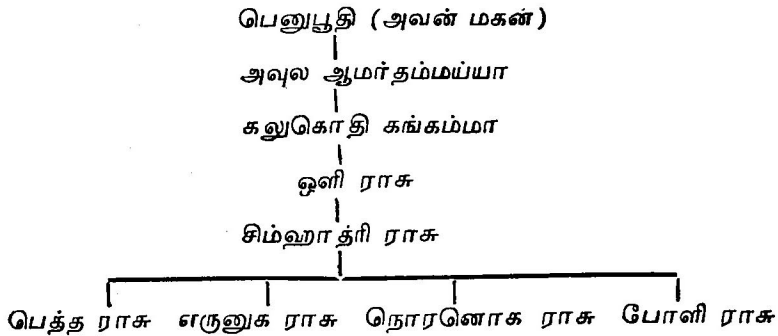 பெனுபூதி (அவன் மகன்)
அவுல ஆமர்தம்மய்யா
கலுகொதி கங்கம்மா
ஒளி ராசு
சிம்ஹாத்ரி ராசு
பெத்த ராசு எருனுக ராசு நொரனொக ராசு போளி ராசு